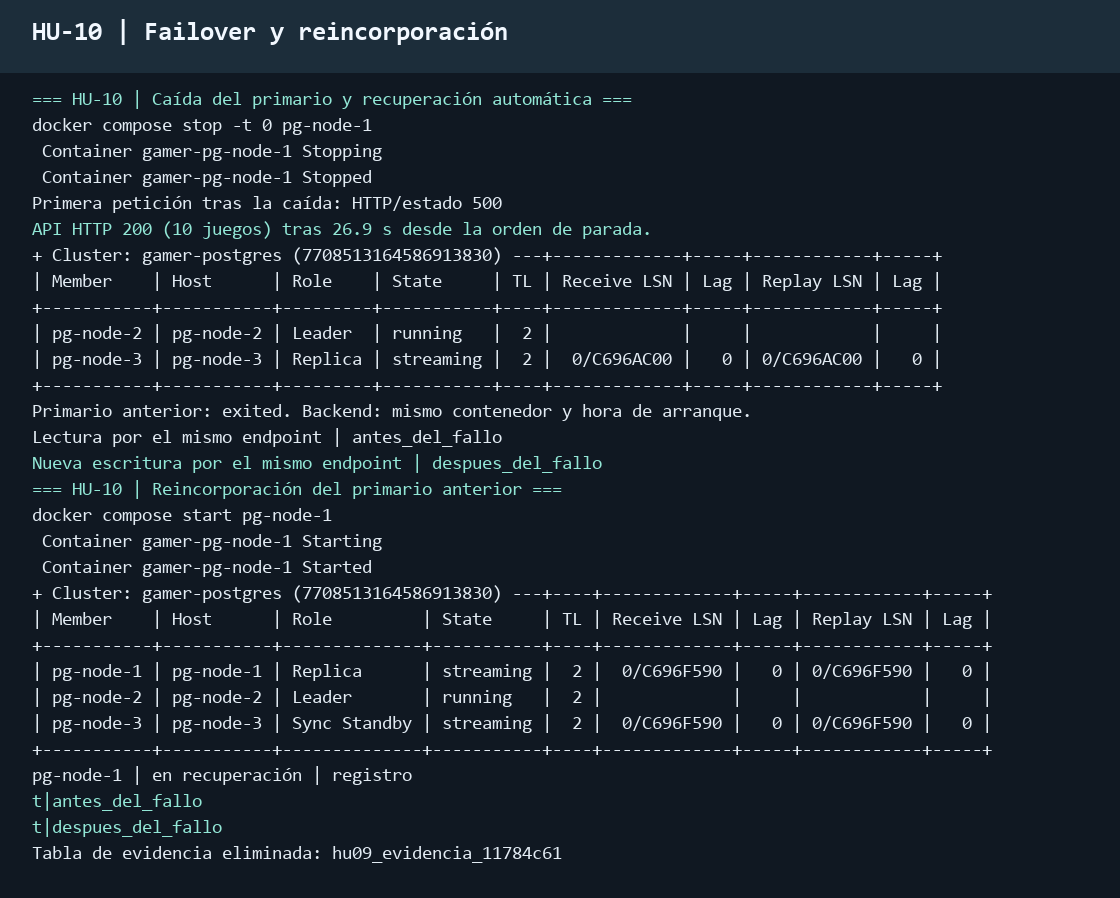 HU-10 | Failover y reincorporación
=== HU-10 | Caída del primario y recuperación automática ===
docker compose stop -t 0 pg-node-1
 Container gamer-pg-node-1 Stopping
 Container gamer-pg-node-1 Stopped
Primera petición tras la caída: HTTP/estado 500
API HTTP 200 (10 juegos) tras 26.9 s desde la orden de parada.
+ Cluster: gamer-postgres (7708513164586913830) ---+-------------+-----+------------+-----+
| Member    | Host      | Role    | State     | TL | Receive LSN | Lag | Replay LSN | Lag |
+-----------+-----------+---------+-----------+----+-------------+-----+------------+-----+
| pg-node-2 | pg-node-2 | Leader  | running   |  2 |             |     |            |     |
| pg-node-3 | pg-node-3 | Replica | streaming |  2 |  0/C696AC00 |   0 | 0/C696AC00 |   0 |
+-----------+-----------+---------+-----------+----+-------------+-----+------------+-----+
Primario anterior: exited. Backend: mismo contenedor y hora de arranque.
Lectura por el mismo endpoint | antes_del_fallo
Nueva escritura por el mismo endpoint | despues_del_fallo
=== HU-10 | Reincorporación del primario anterior ===
docker compose start pg-node-1
 Container gamer-pg-node-1 Starting
 Container gamer-pg-node-1 Started
+ Cluster: gamer-postgres (7708513164586913830) ---+----+-------------+-----+------------+-----+
| Member    | Host      | Role         | State     | TL | Receive LSN | Lag | Replay LSN | Lag |
+-----------+-----------+--------------+-----------+----+-------------+-----+------------+-----+
| pg-node-1 | pg-node-1 | Replica      | streaming |  2 |  0/C696F590 |   0 | 0/C696F590 |   0 |
| pg-node-2 | pg-node-2 | Leader       | running   |  2 |             |     |            |     |
| pg-node-3 | pg-node-3 | Sync Standby | streaming |  2 |  0/C696F590 |   0 | 0/C696F590 |   0 |
+-----------+-----------+--------------+-----------+----+-------------+-----+------------+-----+
pg-node-1 | en recuperación | registro
t|antes_del_fallo
t|despues_del_fallo
Tabla de evidencia eliminada: hu09_evidencia_11784c61